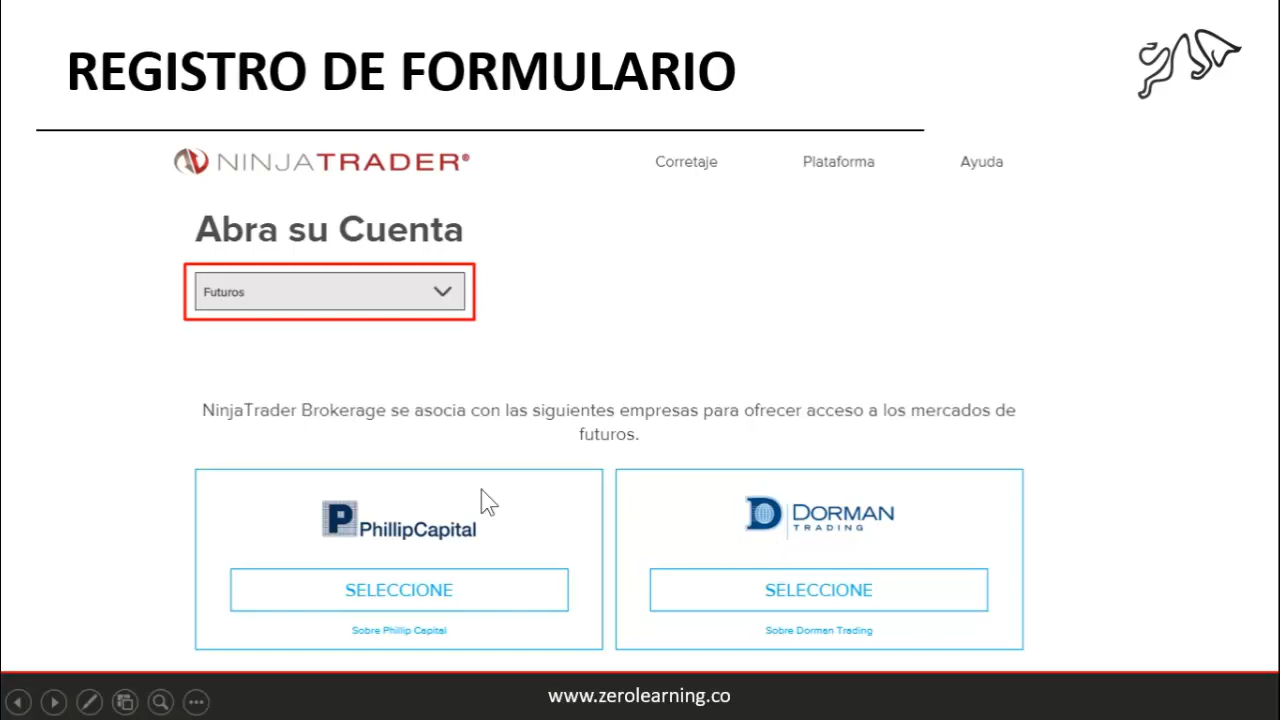 REGISTRO DE FORMULARIO
NINJATRADER®
Corretaje
Plataforma
Ayuda
Abra su Cuenta
Futuros
NinjaTrader Brokerage se asocia con las siguientes empresas para ofrecer acceso a los mercados de
futuros.
P PhillipCapital
D DORMAN
TRADING
SELECCIONE
SELECCIONE
Sobre Phillip Capital
Sobre Dorman Trading
www.zerolearning.co